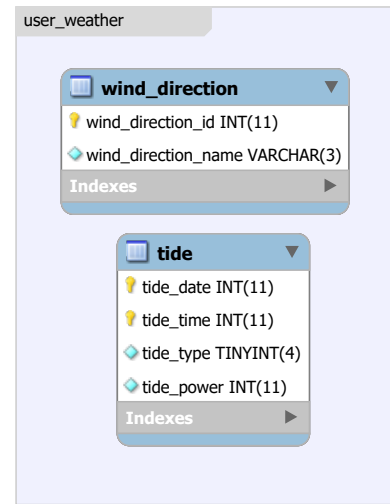 user_weather
wind_direction
wind_direction_id INT(11)
wind_direction_name VARCHAR(3)
Indexes
tide
tide_date INT(11)
tide_time INT(11)
tide_type TINYINT(4)
tide_power INT(11)
Indexes